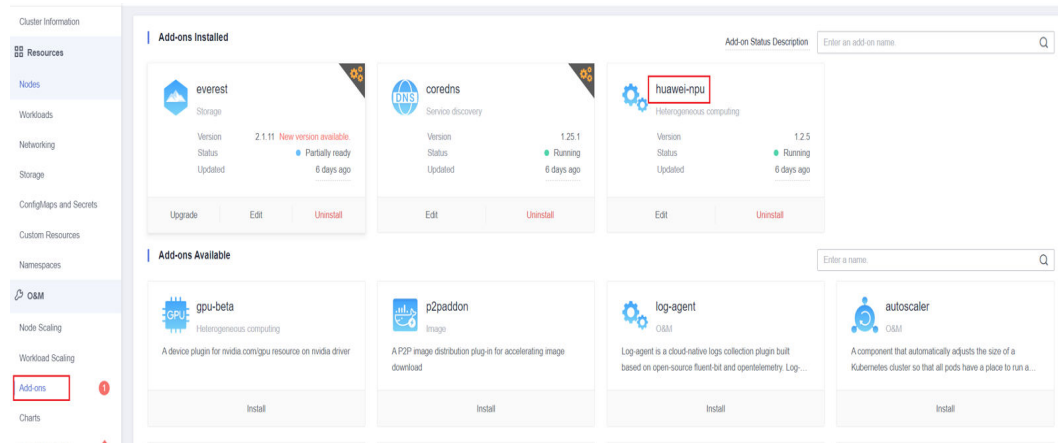 Cluster Information
Resources
Nodes
Workloads
Networking
Storage
ConfigMaps and Secrets
Custom Resources
Namespaces
O&M
Node Scaling
Workload Scaling
Add-ons 1
Charts
Add-ons Installed
Add-on Status Description Enter an add-on name.
everest
Storage
Version 2.1.11 New version available.
Status Partially ready
Updated 6 days ago
Upgrade Edit Uninstall
DNS
coredns
Service discovery
Version 1.25.1
Status Running
Updated 6 days ago
Edit Uninstall
huawei-npu
Heterogeneous computing
Version 1.2.5
Status Running
Updated 6 days ago
Edit Uninstall
Add-ons Available
Enter a name.
GPU
gpu-beta
Heterogeneous computing
A device plugin for nvidia.com/gpu resource on nvidia driver
Install
p2paddon
Image
A P2P image distribution plug-in for accelerating image
download
Install
log-agent
O&M
Log-agent is a cloud-native logs collection plugin built
based on open-source fluent-bit and opentelemetry. Log-...
Install
autoscaler
O&M
A component that automatically adjusts the size of a
Kubernetes cluster so that all pods have a place to run a...
Install